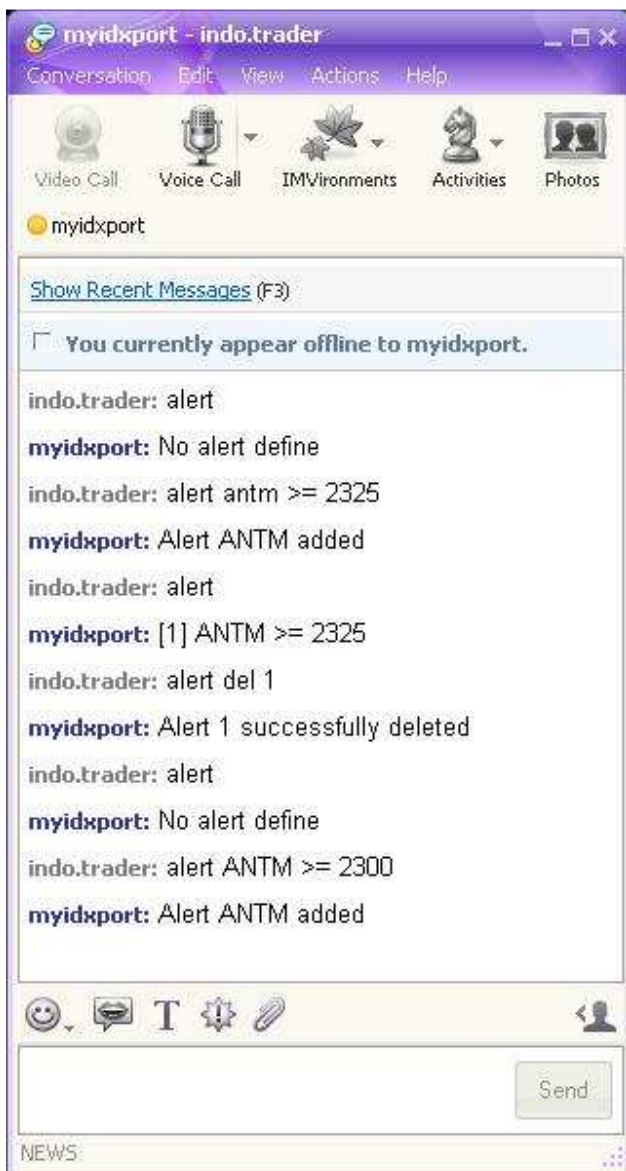 myidxport - indo.trader
Conversation Edit View Actions Help
Video Call Voice Call IMVironments Activities Photos
myidxport
Show Recent Messages (F3)
You currently appear offline to myidxport.
indo.trader: alert
myidxport: No alert define
indo.trader: alert antm >= 2325
myidxport: Alert ANTM added
indo.trader: alert
myidxport: [1] ANTM >= 2325
indo.trader: alert del 1
myidxport: Alert 1 successfully deleted
indo.trader: alert
myidxport: No alert define
indo.trader: alert ANTM >= 2300
myidxport: Alert ANTM added
T
Send
NEWS